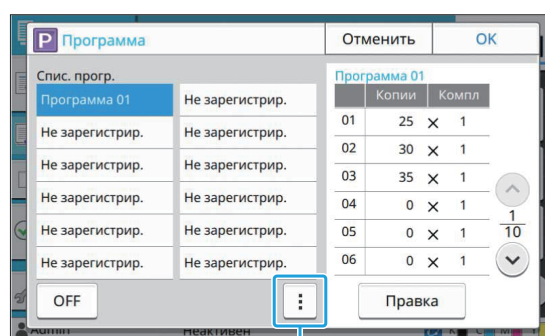 P Программа
Отменить
OK
Спис. прогр.
Программа 01
Не зарегистрир.
Не зарегистрир.
Не зарегистрир.
Не зарегистрир.
Не зарегистрир.
Не зарегистрир.
Не зарегистрир.
Не зарегистрир.
Не зарегистрир.
Не зарегистрир.
Не зарегистрир.
Программа 01
Копии Компл
01 25 × 1
02 30 × 1
03 35 × 1
04 0 × 1
05 0 × 1
06 0 × 1
1
10
OFF
Правка
Admin
Неактивен